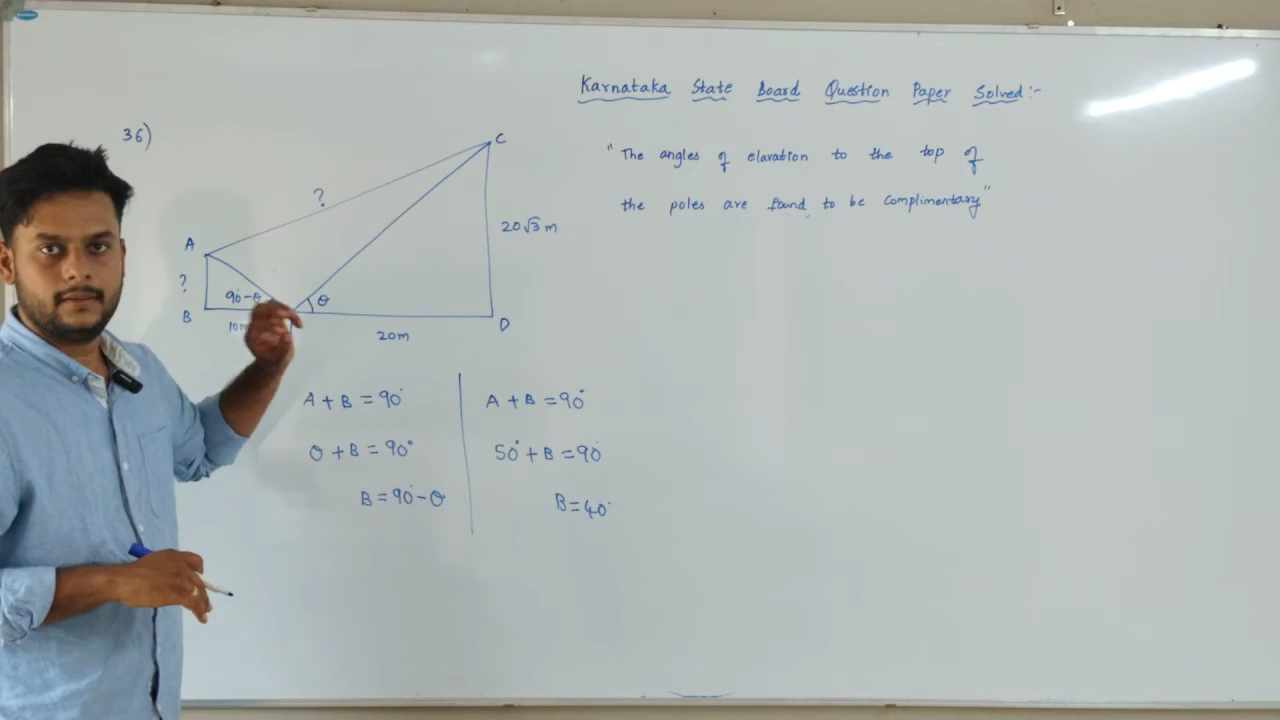 Karnataka State Board Question Paper Solved :-
36)
"The angles of elavation to the top of
the poles are found to be complimentary"
C
?
20√3 m
A
?
90°-θ
θ
B
D
20m
A + B = 90°
θ + B = 90°
B = 90°-θ
A + B = 90°
50° + B = 90°
B = 40°